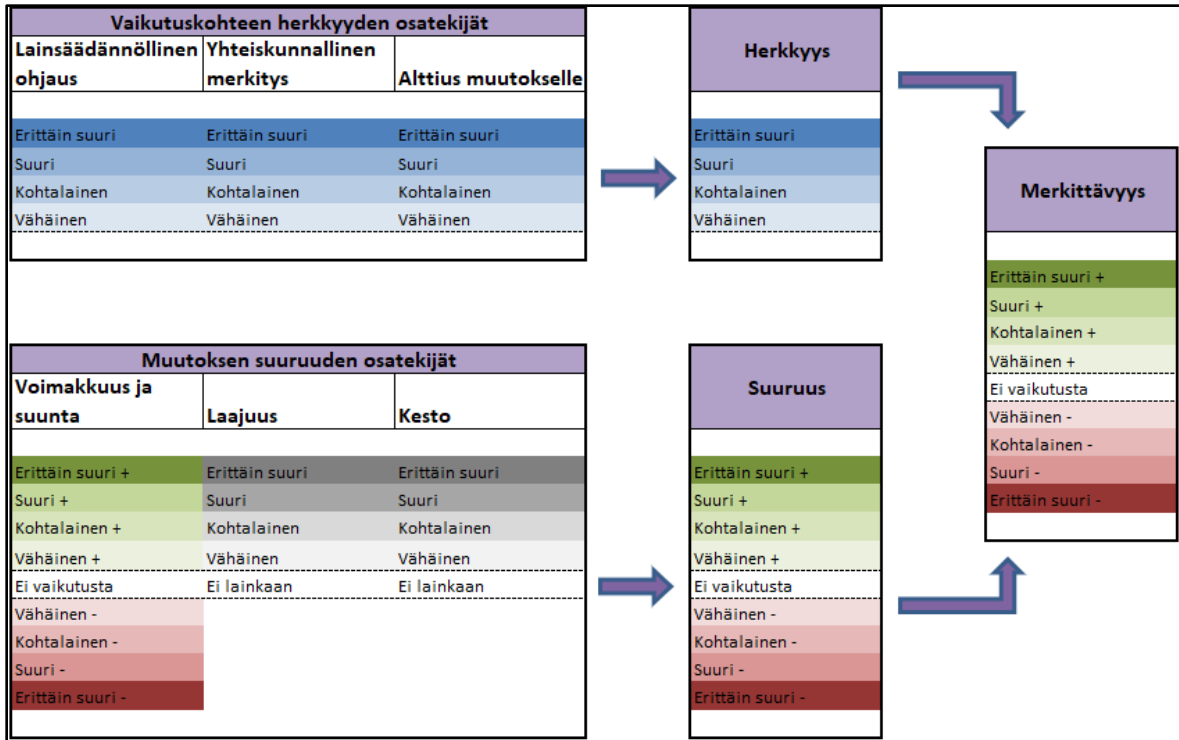 Vaikutuskohteen herkkyyden osatekijät
Lainsäädännöllinen ohjaus
Yhteiskunnallinen merkitys
Alttius muutokselle
Erittäin suuri Erittäin suuri Erittäin suuri
Suuri Suuri Suuri
Kohtalainen Kohtalainen Kohtalainen
Vähäinen Vähäinen Vähäinen
Herkkyys
Erittäin suuri
Suuri
Kohtalainen
Vähäinen
Muutoksen suuruuden osatekijät
Voimakkuus ja suunta
Laajuus
Kesto
Erittäin suuri + Erittäin suuri Erittäin suuri
Suuri + Suuri Suuri
Kohtalainen + Kohtalainen Kohtalainen
Vähäinen + Vähäinen Vähäinen
Ei vaikutusta Ei lainkaan Ei lainkaan
Vähäinen -
Kohtalainen -
Suuri -
Erittäin suuri -
Suuruus
Erittäin suuri +
Suuri +
Kohtalainen +
Vähäinen +
Ei vaikutusta
Vähäinen -
Kohtalainen -
Suuri -
Erittäin suuri -
Merkittävyys
Erittäin suuri +
Suuri +
Kohtalainen +
Vähäinen +
Ei vaikutusta
Vähäinen -
Kohtalainen -
Suuri -
Erittäin suuri -